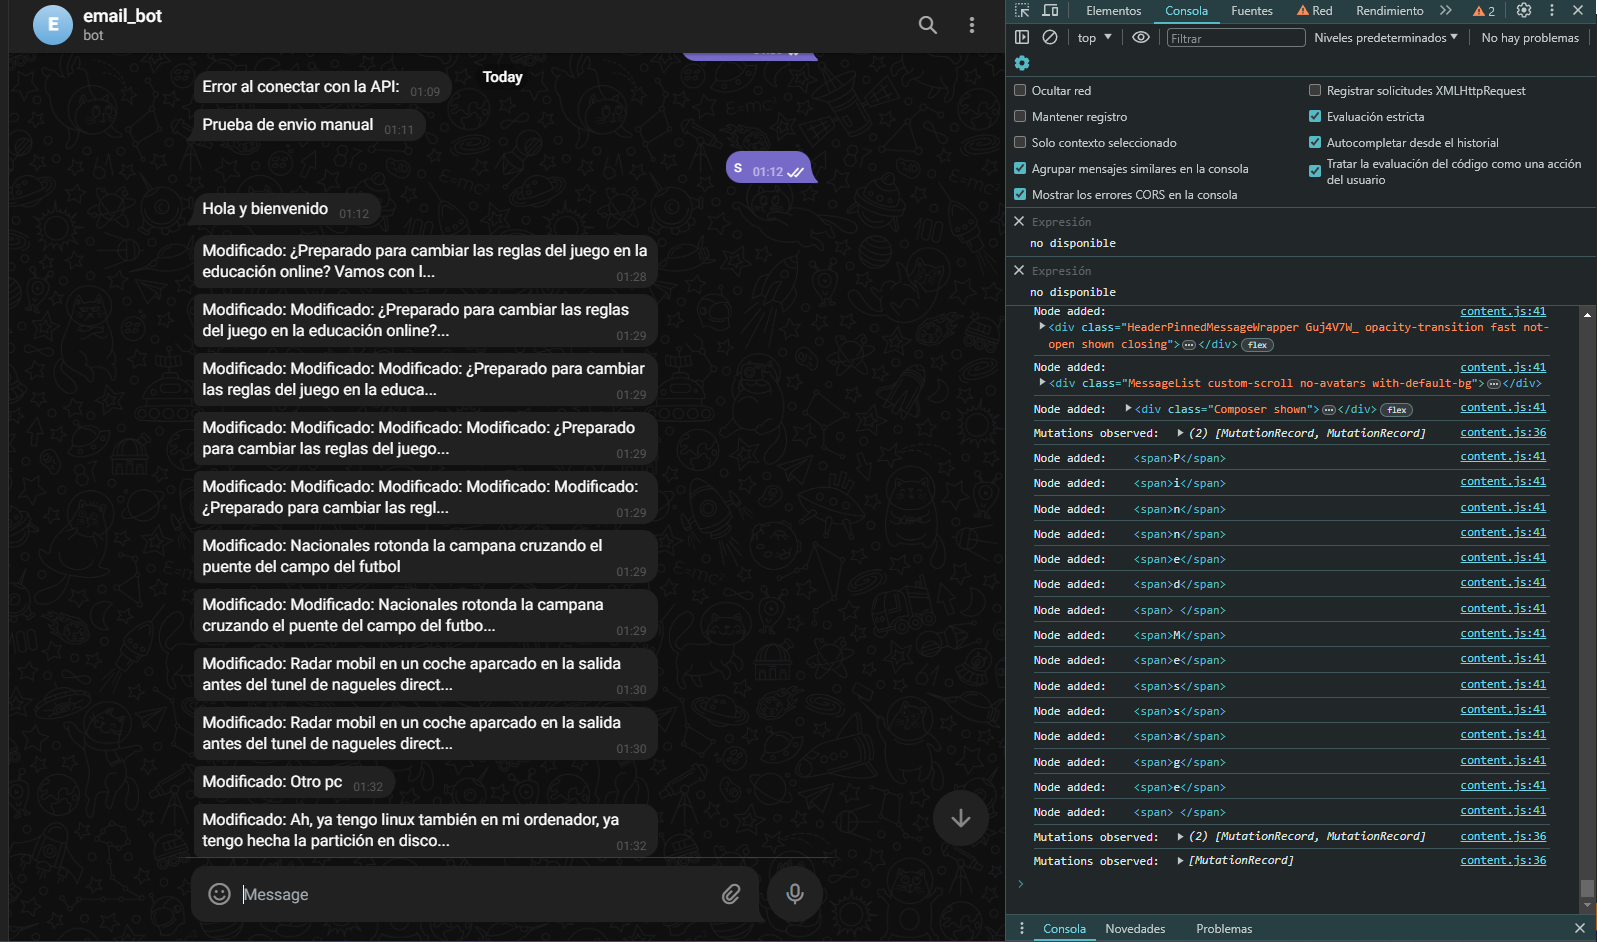 E
email_bot
bot
Today
Error al conectar con la API: 01:09
Prueba de envio manual 01:11
S 01:12
Hola y bienvenido 01:12
Modificado: ¿Preparado para cambiar las reglas del juego en la
educación online? Vamos con l... 01:28
Modificado: Modificado: ¿Preparado para cambiar las reglas
del juego en la educación online?... 01:29
Modificado: Modificado: Modificado: ¿Preparado para cambiar
las reglas del juego en la educa... 01:29
Modificado: Modificado: Modificado: Modificado: ¿Preparado
para cambiar las reglas del juego... 01:29
Modificado: Modificado: Modificado: Modificado: Modificado:
¿Preparado para cambiar las regl... 01:29
Modificado: Nacionales rotonda la campana cruzando el
puente del campo del futbol 01:29
Modificado: Modificado: Nacionales rotonda la campana
cruzando el puente del campo del futbo... 01:29
Modificado: Radar mobil en un coche aparcado en la salida
antes del tunel de nagueles direct... 01:30
Modificado: Radar mobil en un coche aparcado en la salida
antes del tunel de nagueles direct... 01:30
Modificado: Otro pc 01:32
Modificado: Ah, ya tengo linux también en mi ordenador, ya
tengo hecha la partición en disco... 01:32
Message
Elementos Consola Fuentes Red Rendimiento 2
top Filtrar Niveles predeterminados No hay problemas
Ocultar red Registrar solicitudes XMLHttpRequest
Mantener registro Evaluación estricta
Solo contexto seleccionado Autocompletar desde el historial
Agrupar mensajes similares en la consola Tratar la evaluación del código como una acción
del usuario
Mostrar los errores CORS en la consola
Expresión
no disponible
Expresión
no disponible
Node added: content.js:41
<div class="HeaderPinnedMessageWrapper Guj4V7W_ opacity-transition fast not-
open shown closing">…</div> flex
Node added: content.js:41
<div class="MessageList custom-scroll no-avatars with-default-bg">…</div>
Node added: <div class="Composer shown">…</div> flex content.js:41
Mutations observed: (2) [MutationRecord, MutationRecord] content.js:36
Node added: <span>P</span> content.js:41
Node added: <span>i</span> content.js:41
Node added: <span>n</span> content.js:41
Node added: <span>n</span> content.js:41
Node added: <span>e</span> content.js:41
Node added: <span>d</span> content.js:41
Node added: <span> </span> content.js:41
Node added: <span>M</span> content.js:41
Node added: <span>e</span> content.js:41
Node added: <span>s</span> content.js:41
Node added: <span>s</span> content.js:41
Node added: <span>a</span> content.js:41
Node added: <span>g</span> content.js:41
Node added: <span>e</span> content.js:41
Node added: <span> </span> content.js:41
Mutations observed: (2) [MutationRecord, MutationRecord] content.js:36
Mutations observed: [MutationRecord] content.js:36
Consola Novedades Problemas